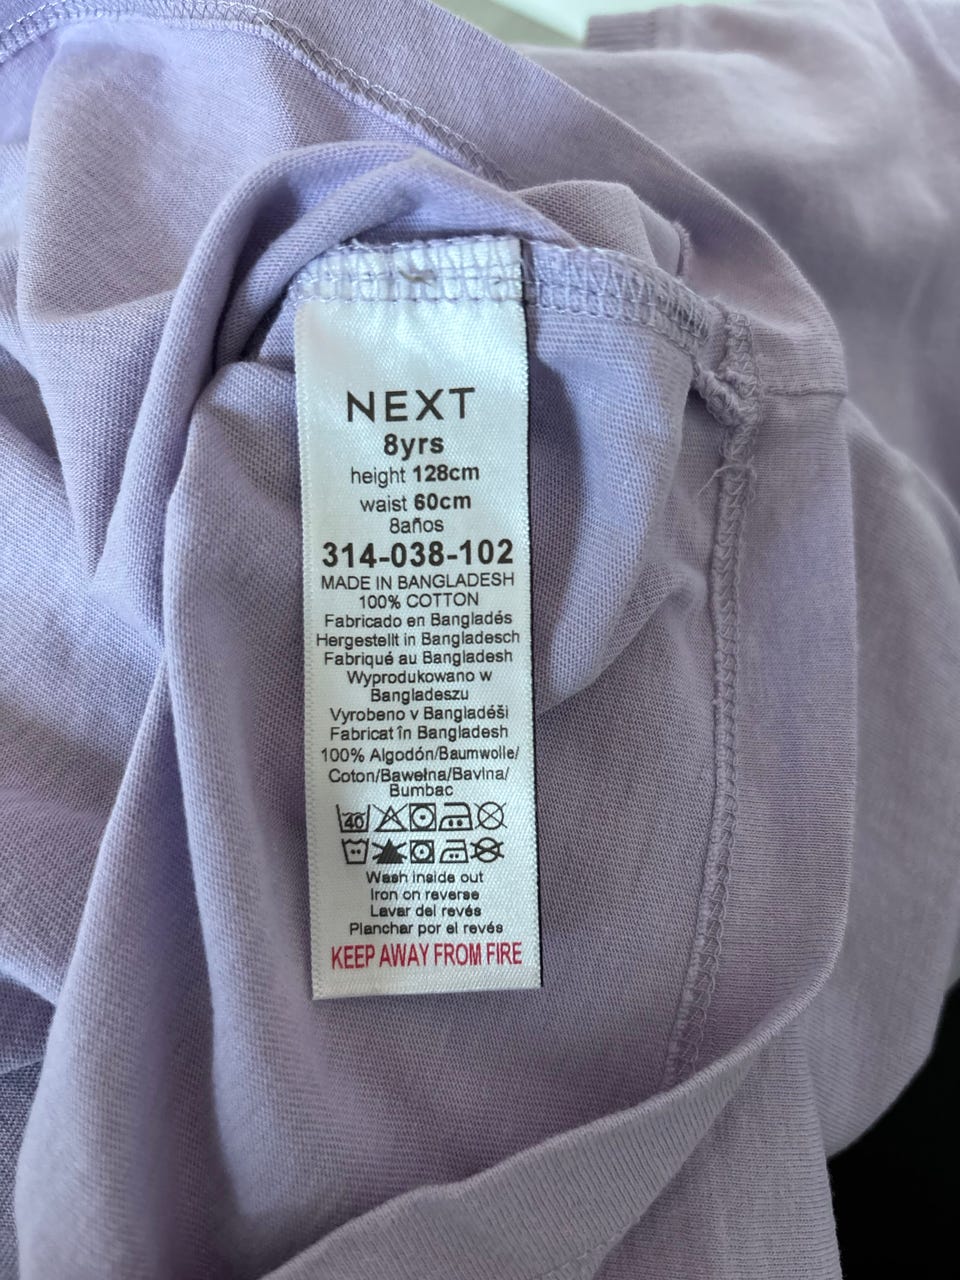 NEXT
8yrs
height 128cm
waist 60cm
8años
314-038-102
MADE IN BANGLADESH
100% COTTON
Fabricado en Bangladés
Hergestellt in Bangladesch
Fabriqué au Bangladesh
Wyprodukowano w
Bangladeszu
Vyrobeno v Bangladéši
Fabricat în Bangladesh
100% Algodón/Baumwolle/
Coton/Bawełna/Bavlna/
Bumbac
40
Wash inside out
Iron on reverse
Lavar del revés
Planchar por el revés
KEEP AWAY FROM FIRE